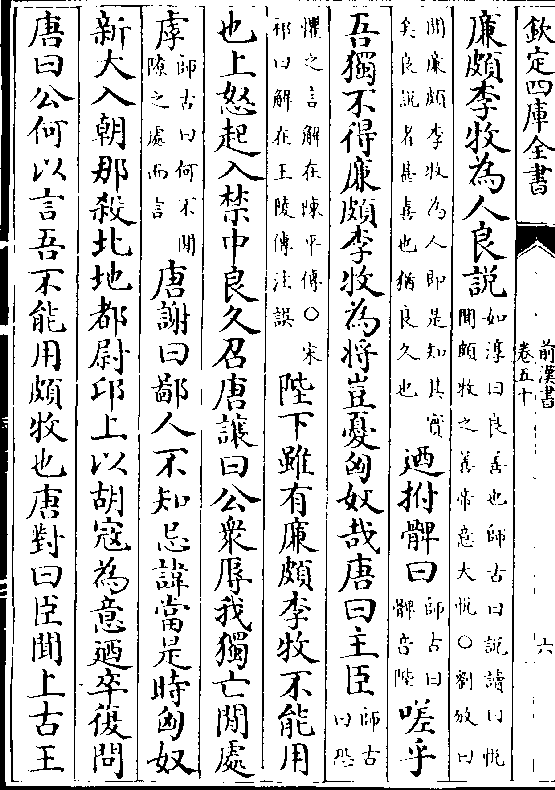 欽定四庫全書
前漢書
卷五十
六
廉頗李牧為人良說如淳曰良善也師古曰說讀曰悅聞頗牧之善帝意大悅○劉攽曰
聞廉頗李牧為人即是知其實矣良說者甚喜也猶良久也迺拊髀曰師古曰髀音陛嗟乎
吾獨不得廉頗李牧為將豈憂匈奴哉唐曰主臣師古曰恐
懼之言解在陳平傳○宋祁曰解在王陵傳注誤陛下雖有廉頗李牧不能用
也上怒起入禁中良久召唐讓曰公衆辱我獨亡閒處
虖師古曰何不閒隙之處而言唐謝曰鄙人不知忌諱當是時匈奴
新大入朝那殺北地都尉卬上以胡寇為意迺卒復問
唐曰公何以言吾不能用頗牧也唐對曰臣聞上古王